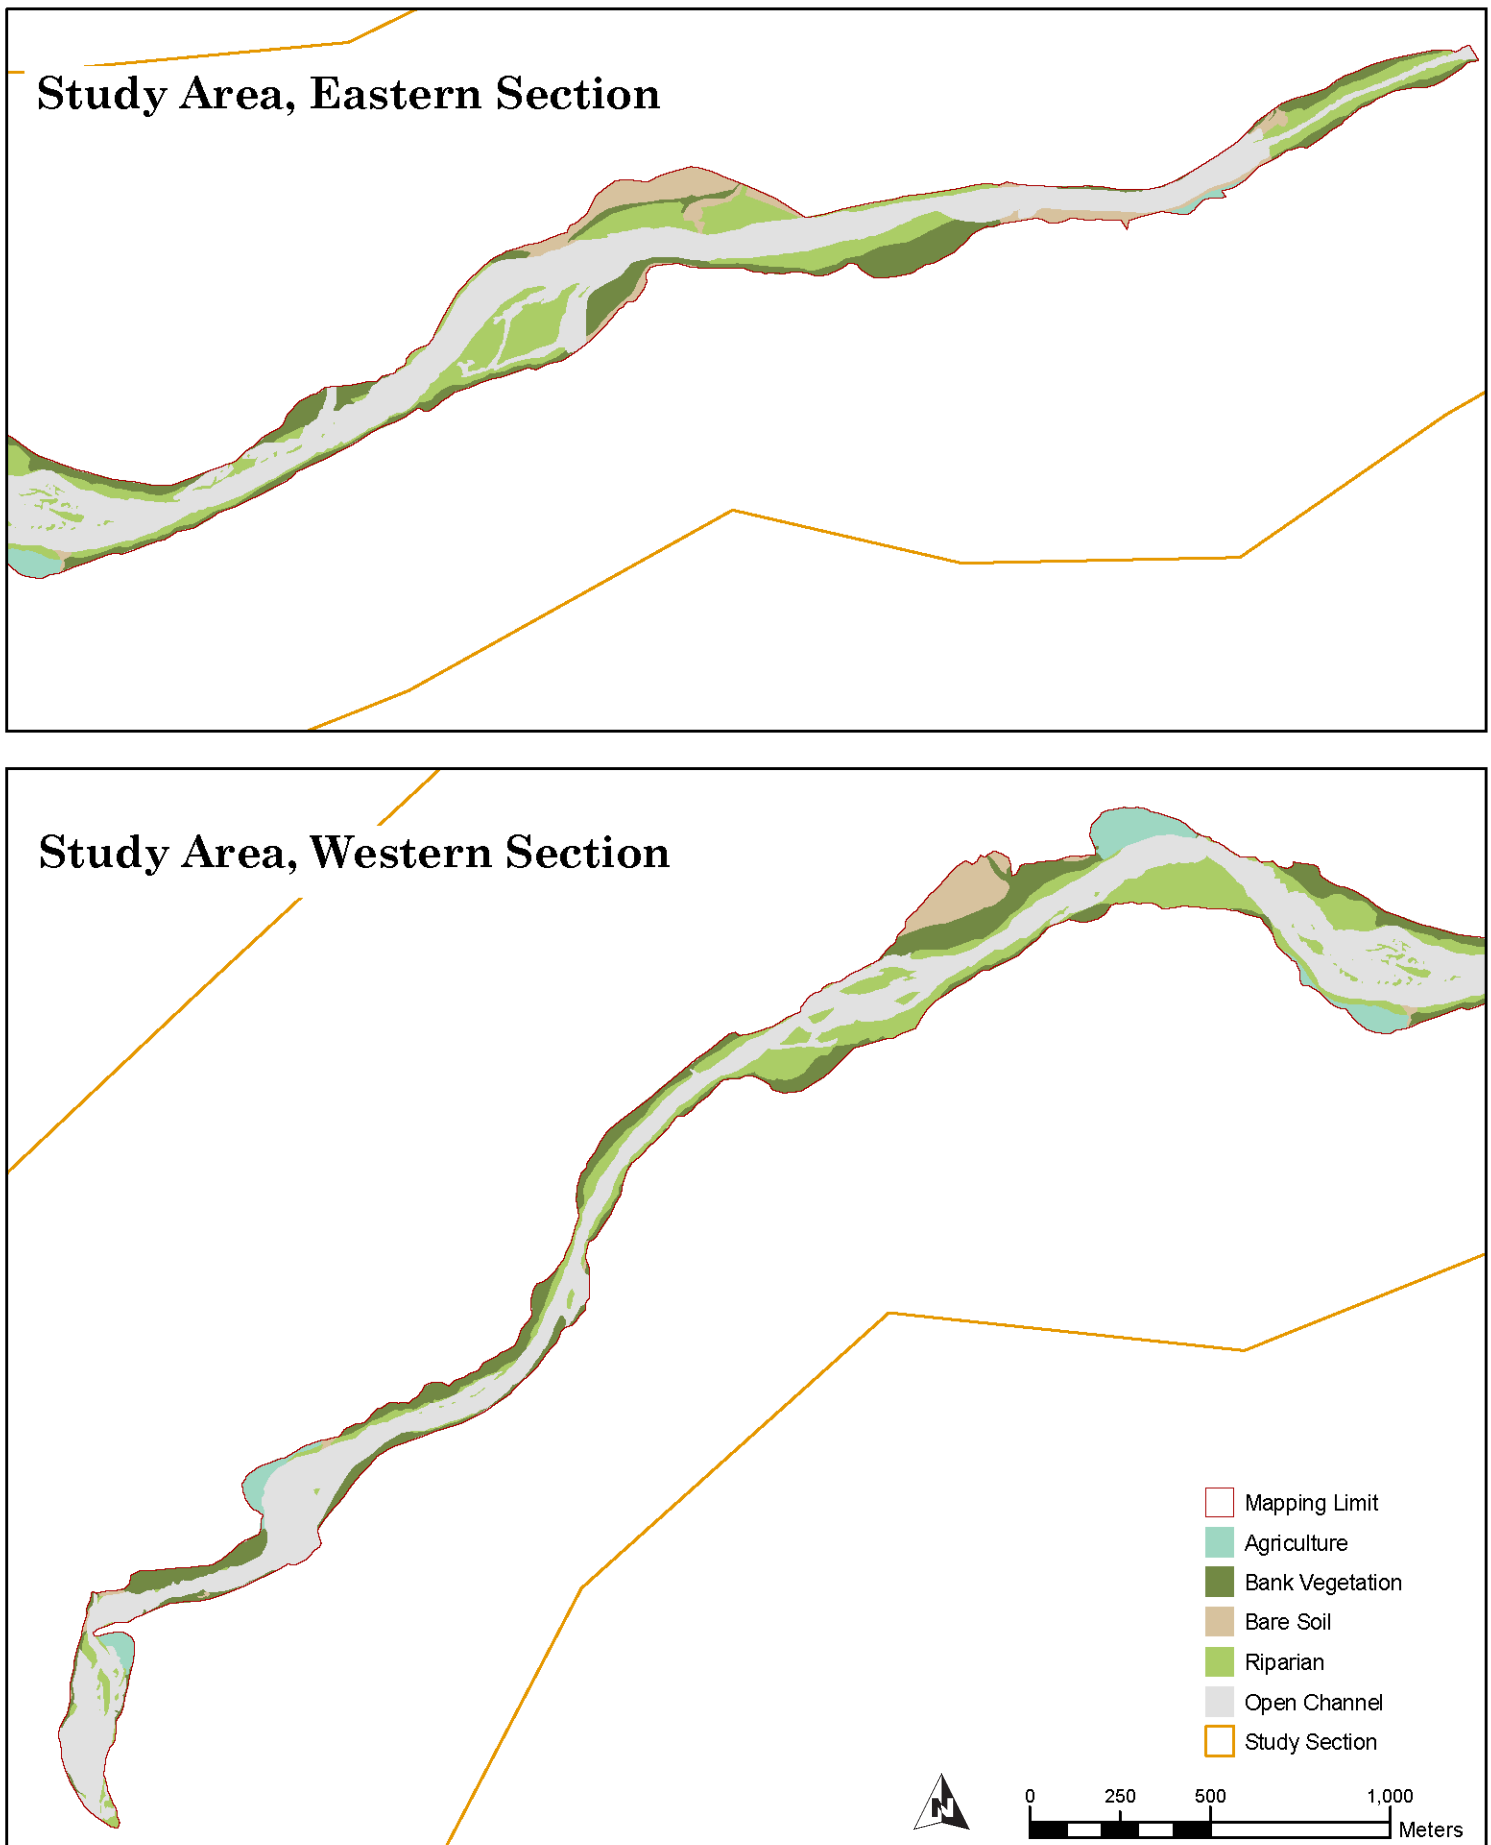 Study Area, Eastern Section
Study Area, Western Section
Mapping Limit
Agriculture
Bank Vegetation
Bare Soil
Riparian
Open Channel
Study Section
N
0 250 500 1,000
Meters